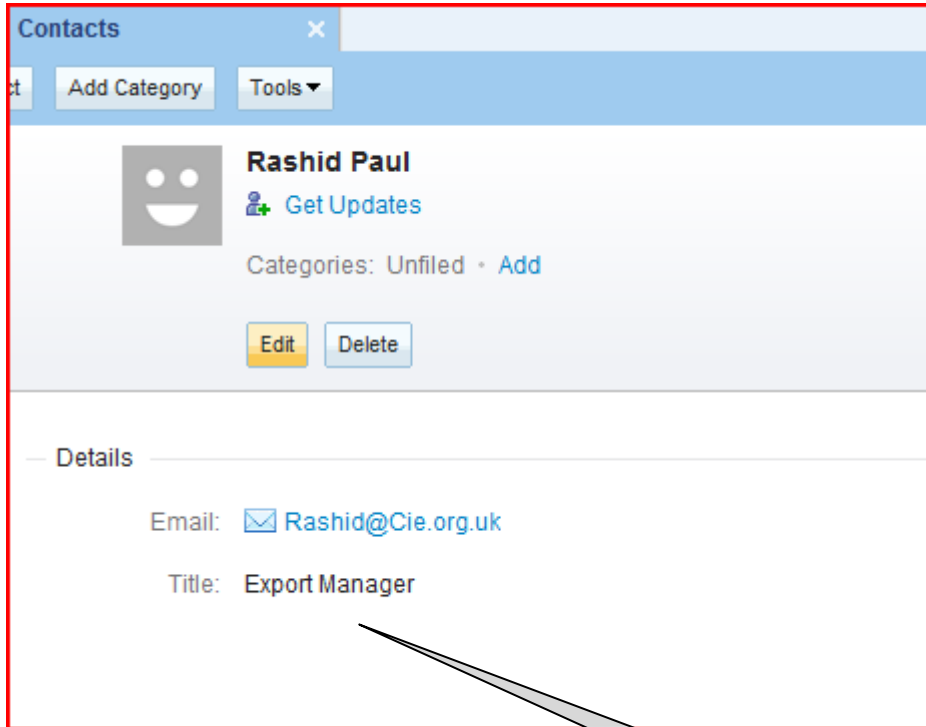 Contacts ×
ct Add Category Tools
Rashid Paul
Get Updates
Categories: Unfiled • Add
Edit Delete
Details
Email: Rashid@Cie.org.uk
Title: Export Manager